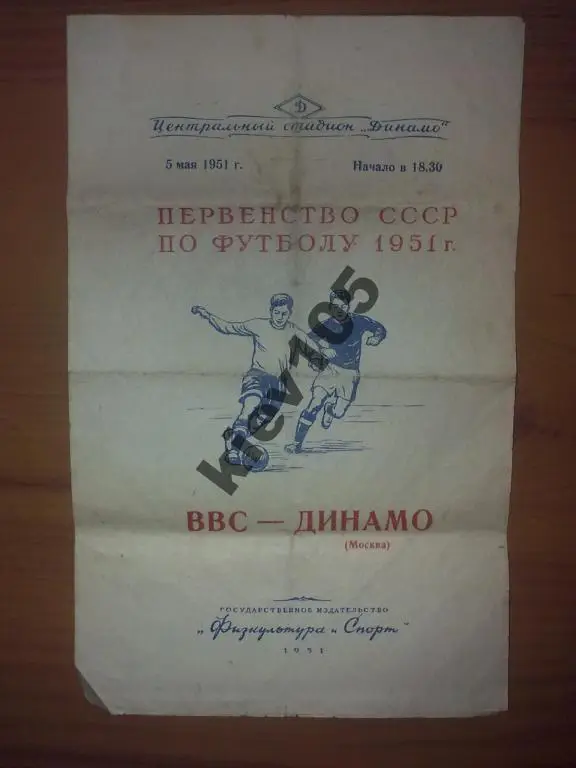 Д
Центральный стадион „Динамо"
5 мая 1951 г. Начало в 18.30
ПЕРВЕНСТВО СССР
ПО ФУТБОЛУ 1951 г.
kiev105
ВВС — ДИНАМО
(Москва)
ГОСУДАРСТВЕННОЕ ИЗДАТЕЛЬСТВО
„Физкультура и Спорт"
1951